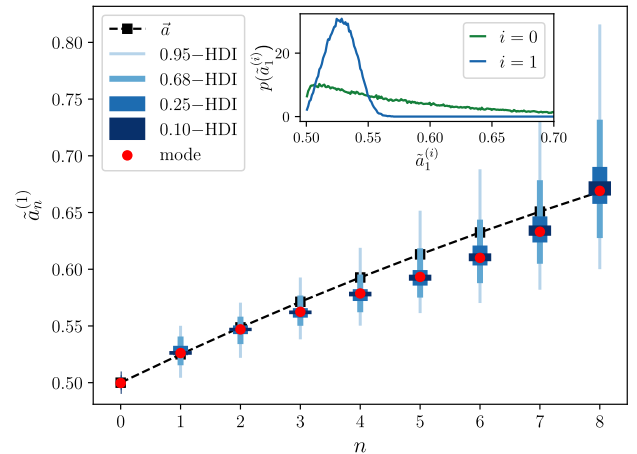 0.80
0.75
0.70
0.65
0.60
0.55
0.50
ã_n^(1)
0
1
2
3
4
5
6
7
8
n
a⃗
0.95−HDI
0.68−HDI
0.25−HDI
0.10−HDI
mode
p(ã_1^(i))
20
0
0.50
0.55
0.60
0.65
0.70
ã_1^(i)
i = 0
i = 1